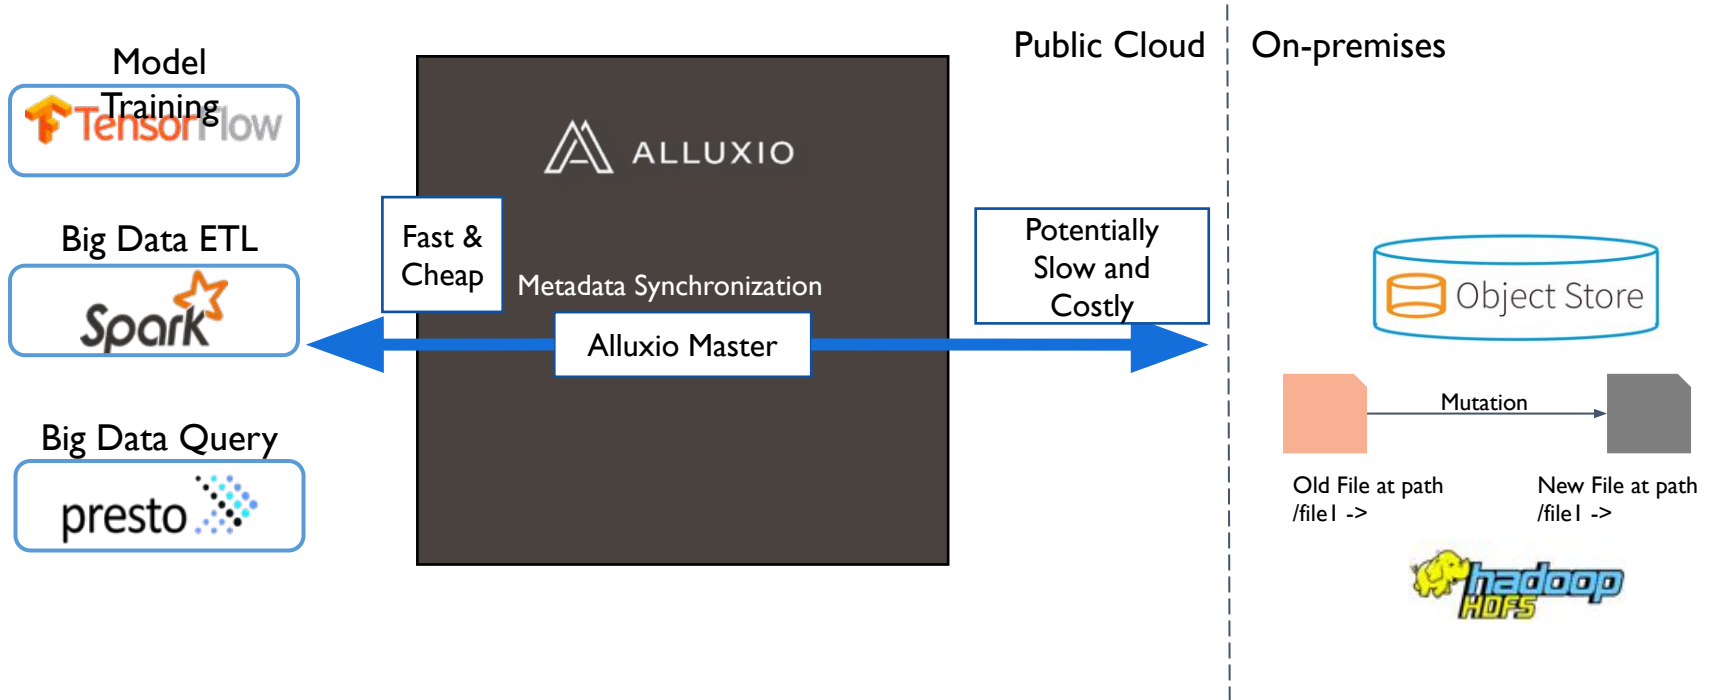 Model
Training
TensorFlow
Big Data ETL
Spark
Big Data Query
presto
ALLUXIO
Fast &
Cheap
Metadata Synchronization
Alluxio Master
Public Cloud
Potentially
Slow and
Costly
On-premises
Object Store
Mutation
Old File at path
/file1 ->
New File at path
/file1 ->
hadoop
HDFS